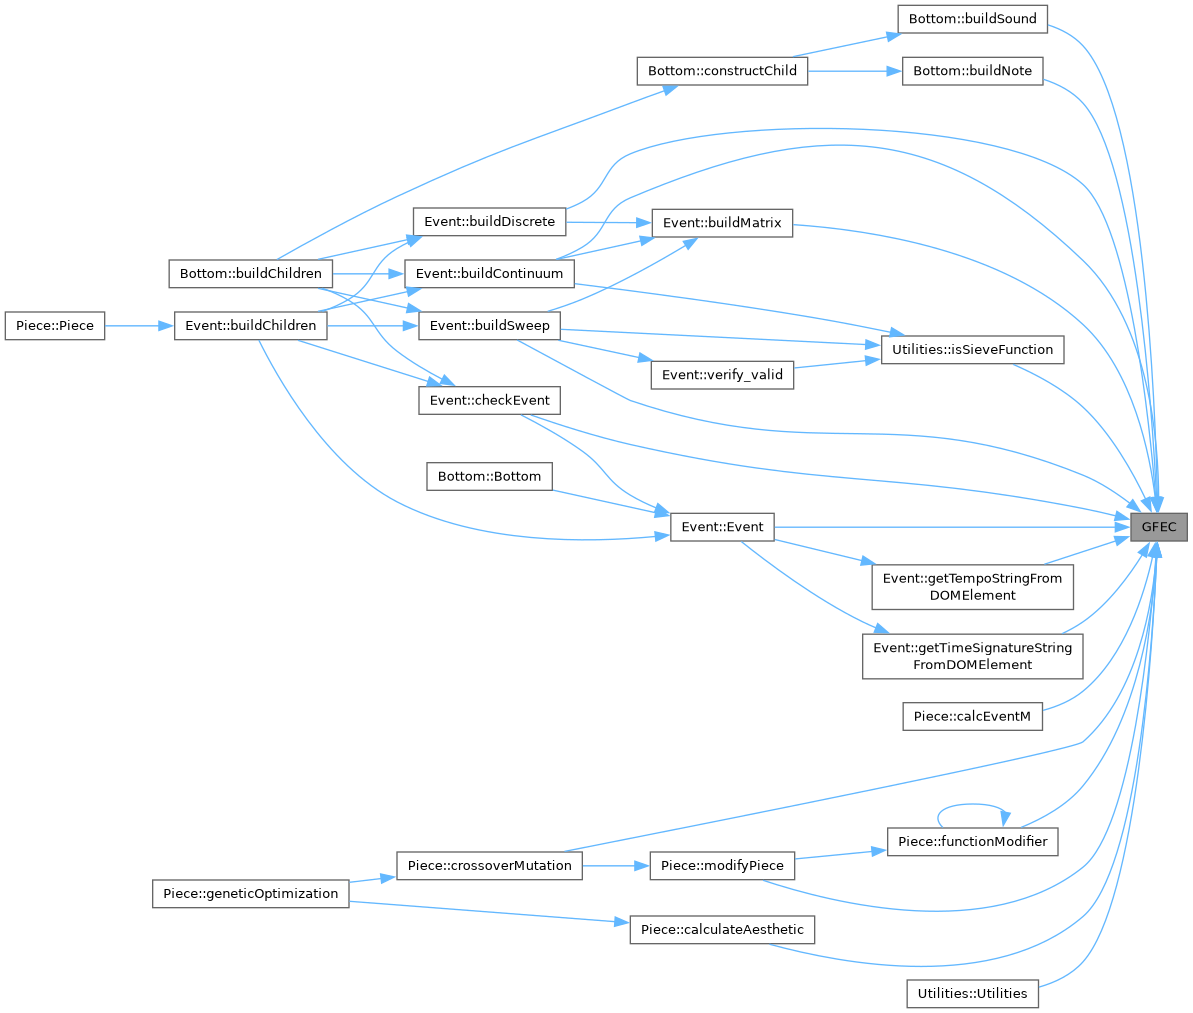 Bottom::buildSound
Bottom::constructChild
Bottom::buildNote
Event::buildDiscrete
Event::buildMatrix
Bottom::buildChildren
Event::buildContinuum
Piece::Piece
Event::buildChildren
Event::buildSweep
Utilities::isSieveFunction
Event::verify_valid
Event::checkEvent
Bottom::Bottom
Event::Event
GFEC
Event::getTempoStringFrom
DOMElement
Event::getTimeSignatureString
FromDOMElement
Piece::calcEventM
Piece::functionModifier
Piece::crossoverMutation
Piece::modifyPiece
Piece::geneticOptimization
Piece::calculateAesthetic
Utilities::Utilities